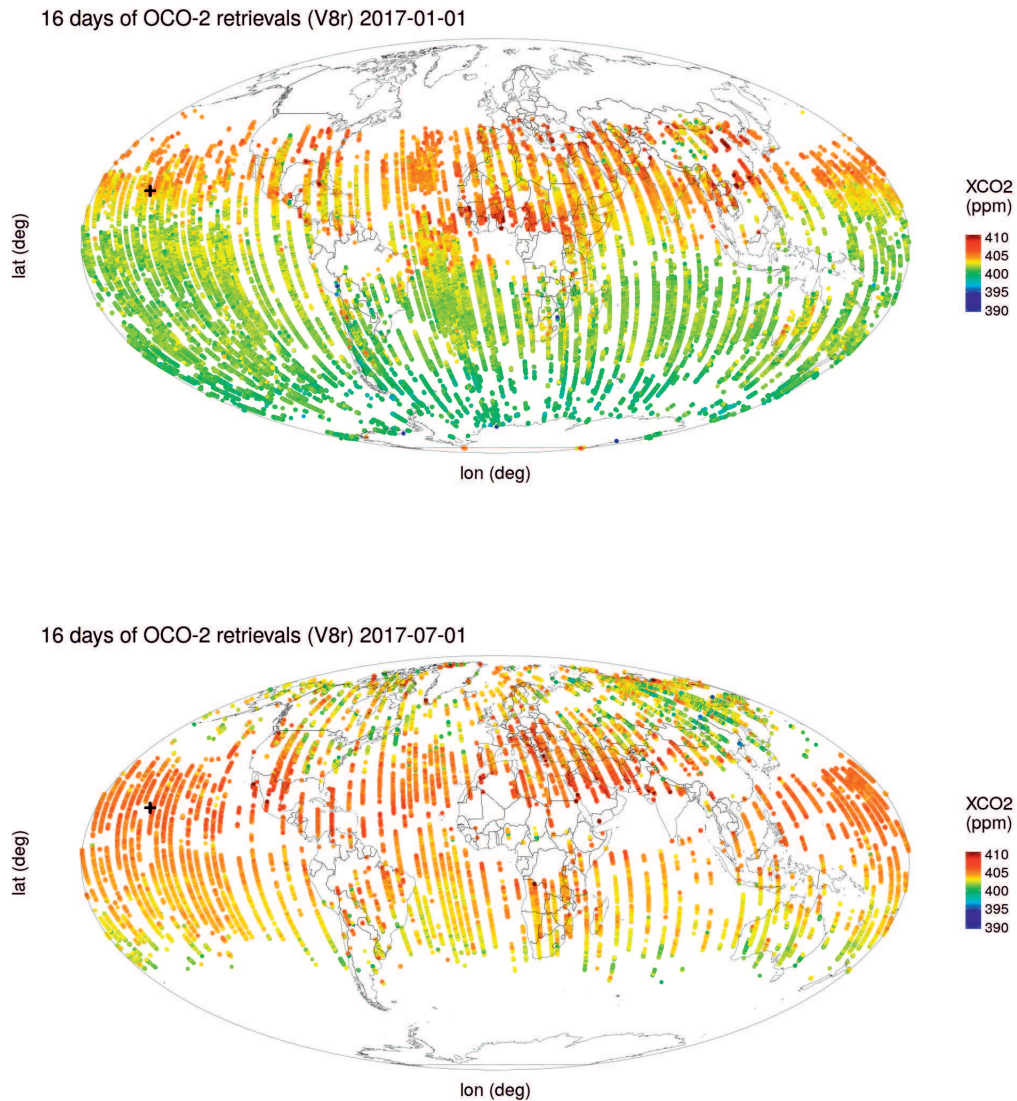 16 days of OCO-2 retrievals (V8r) 2017-01-01
lat (deg)
lon (deg)
XCO2
(ppm)
410
405
400
395
390
16 days of OCO-2 retrievals (V8r) 2017-07-01
lat (deg)
lon (deg)
XCO2
(ppm)
410
405
400
395
390